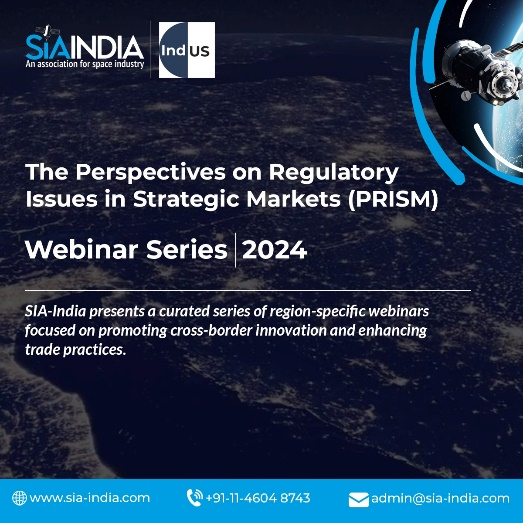 SiAINDIA
An association for space industry
IndUS
The Perspectives on Regulatory
Issues in Strategic Markets (PRISM)
Webinar Series 2024
SIA-India presents a curated series of region-specific webinars
focused on promoting cross-border innovation and enhancing
trade practices.
www.sia-india.com +91-11-4604 8743 admin@sia-india.com